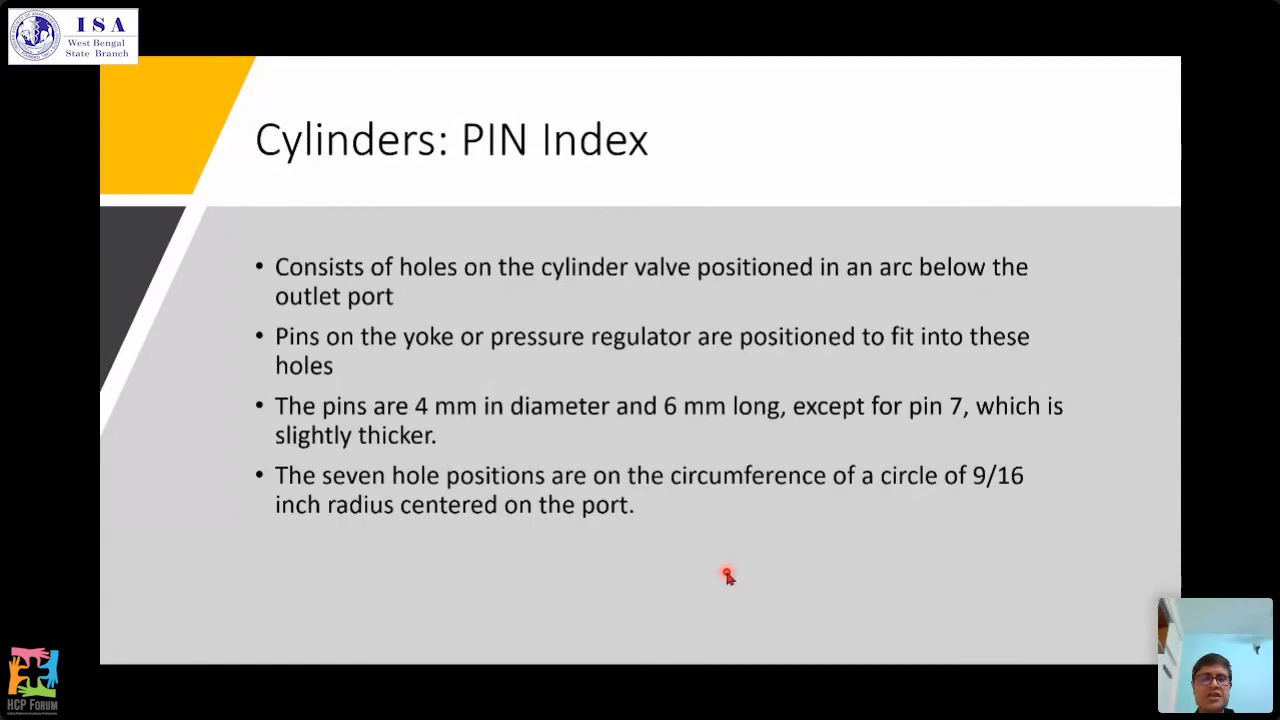 I S A
West Bengal
State Branch
Cylinders: PIN Index
• Consists of holes on the cylinder valve positioned in an arc below the
outlet port
• Pins on the yoke or pressure regulator are positioned to fit into these
holes
• The pins are 4 mm in diameter and 6 mm long, except for pin 7, which is
slightly thicker.
• The seven hole positions are on the circumference of a circle of 9/16
inch radius centered on the port.
HCP FORUM